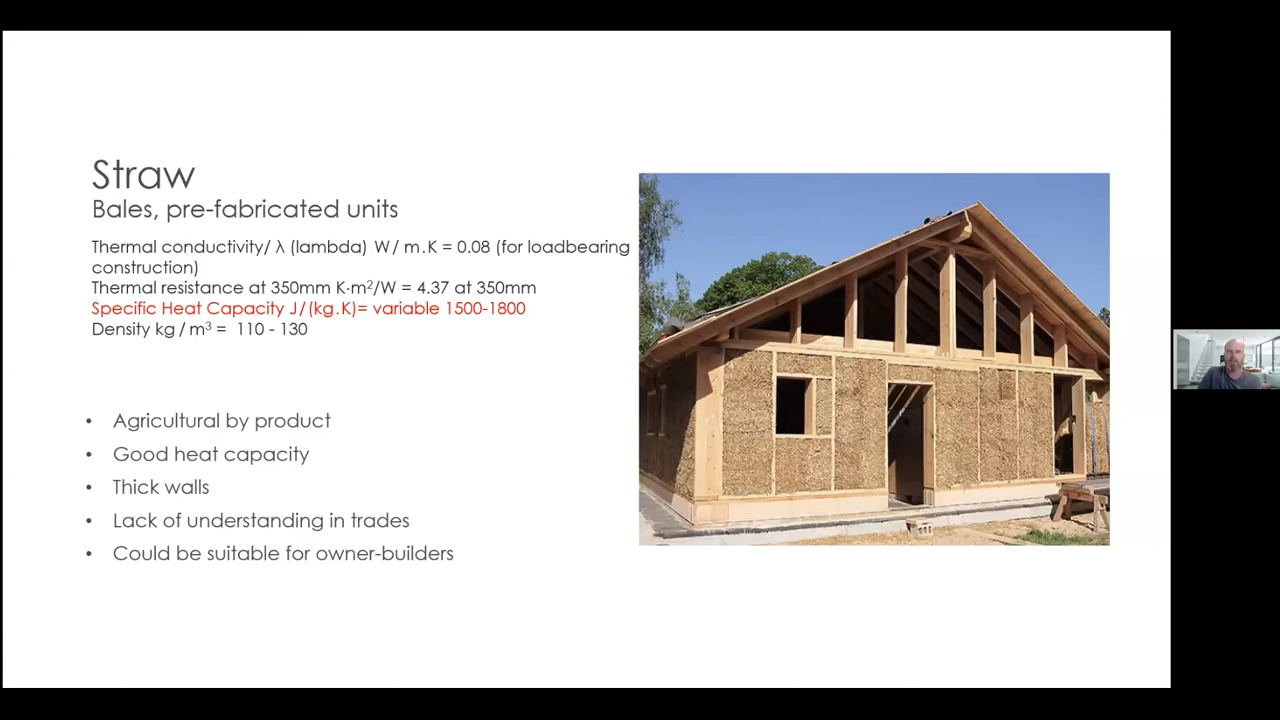 Straw
Bales, pre-fabricated units
Thermal conductivity/ λ (lambda) W/ m.K = 0.08 (for loadbearing
construction)
Thermal resistance at 350mm K·m²/W = 4.37 at 350mm
Specific Heat Capacity J/(kg.K)= variable 1500-1800
Density kg / m³ = 110 - 130
• Agricultural by product
• Good heat capacity
• Thick walls
• Lack of understanding in trades
• Could be suitable for owner-builders